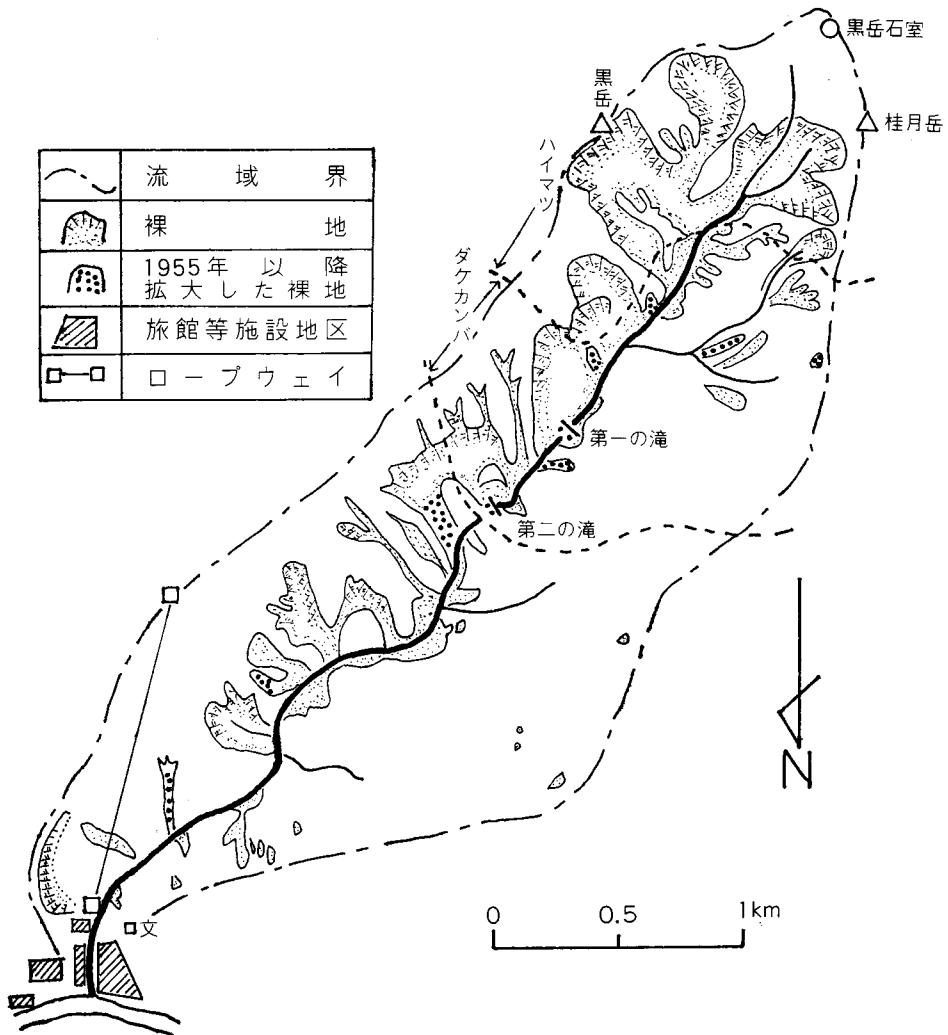 黒岳石室
黒岳
桂月岳
ハイマツ
ダケカンバ
流域界
裸地
1955年以降
拡大した裸地
旅館等施設地区
ロープウェイ
第一の滝
第二の滝
N
0 0.5 1km
文